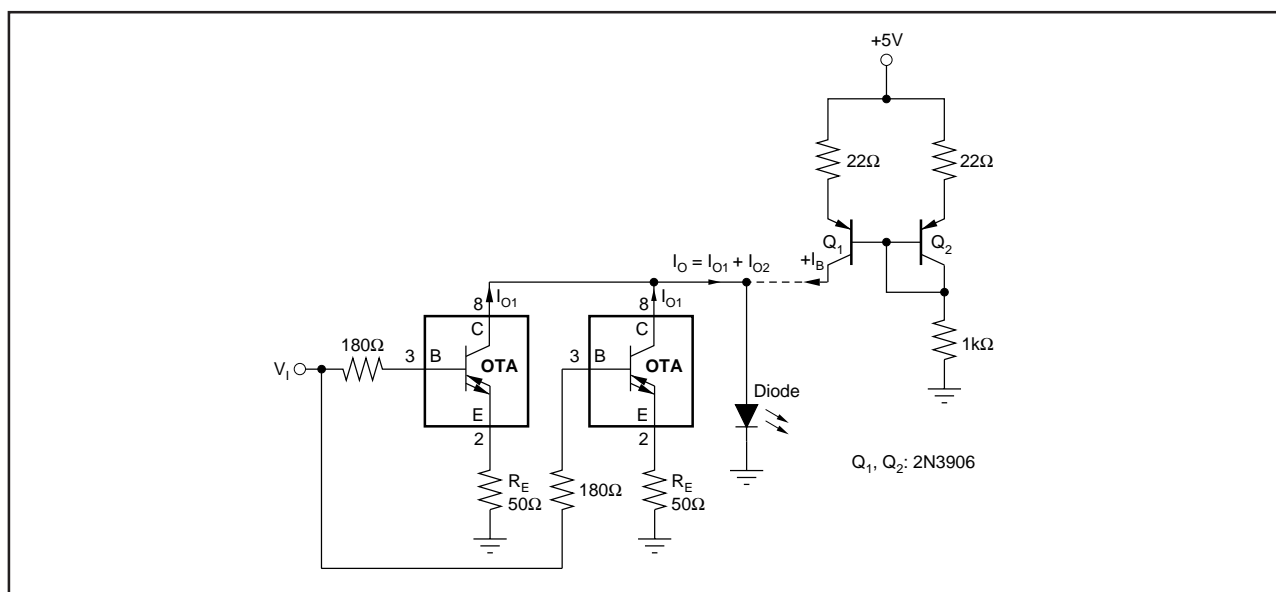 +5V
22Ω
22Ω
Q1
Q2
+IB
IO = IO1 + IO2
8
IO1
8
IO1
C
C
1kΩ
180Ω
VI
3
B
OTA
3
B
OTA
Diode
E
E
2
2
Q1, Q2: 2N3906
RE
50Ω
180Ω
RE
50Ω